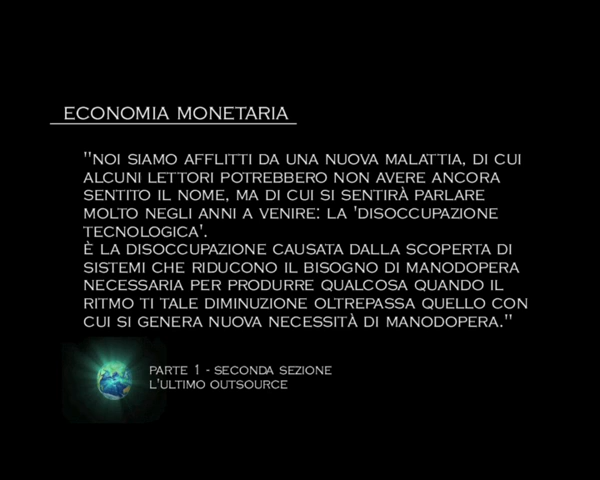 ECONOMIA MONETARIA
"NOI SIAMO AFFLITTI DA UNA NUOVA MALATTIA, DI CUI
ALCUNI LETTORI POTREBBERO NON AVERE ANCORA
SENTITO IL NOME, MA DI CUI SI SENTIRÀ PARLARE
MOLTO NEGLI ANNI A VENIRE: LA 'DISOCCUPAZIONE
TECNOLOGICA'.
È LA DISOCCUPAZIONE CAUSATA DALLA SCOPERTA DI
SISTEMI CHE RIDUCONO IL BISOGNO DI MANODOPERA
NECESSARIA PER PRODURRE QUALCOSA QUANDO IL
RITMO TI TALE DIMINUZIONE OLTREPASSA QUELLO CON
CUI SI GENERA NUOVA NECESSITÀ DI MANODOPERA."
PARTE 1 - SECONDA SEZIONE
L'ULTIMO OUTSOURCE